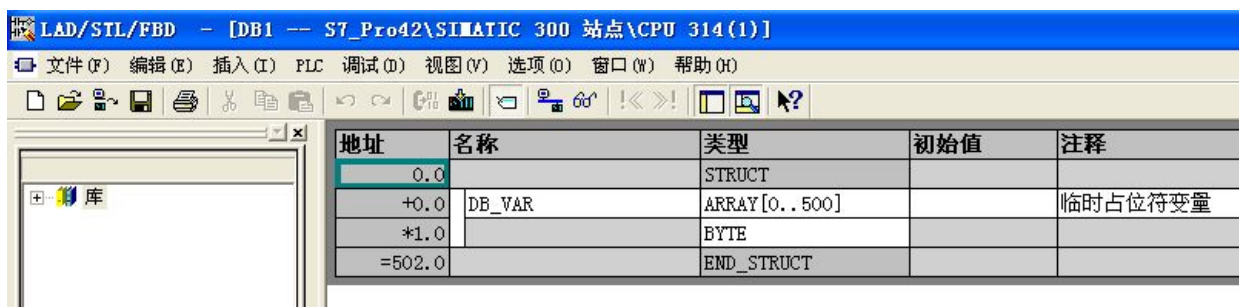 LAD/STL/FBD - [DB1 -- S7_Pro42\SIMATIC 300 站点\CPU 314(1)]
文件(F) 编辑(E) 插入(I) PLC 调试(D) 视图(V) 选项(O) 窗口(W) 帮助(H)
地址 名称 类型 初始值 注释
0.0 STRUCT
+0.0 DB_VAR ARRAY[0..500] 临时占位符变量
*1.0 BYTE
=502.0 END_STRUCT
库